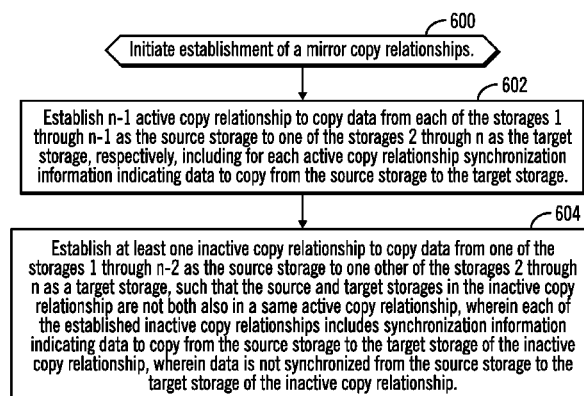 600
Initiate establishment of a mirror copy relationships.
602
Establish n-1 active copy relationship to copy data from each of the storages 1
through n-1 as the source storage to one of the storages 2 through n as the target
storage, respectively, including for each active copy relationship synchronization
information indicating data to copy from the source storage to the target storage.
604
Establish at least one inactive copy relationship to copy data from one of the
storages 1 through n-2 as the source storage to one other of the storages 2 through
n as a target storage, such that the source and target storages in the inactive copy
relationship are not both also in a same active copy relationship, wherein each of
the established inactive copy relationships includes synchronization information
indicating data to copy from the source storage to the target storage of the inactive
copy relationship, wherein data is not synchronized from the source storage to the
target storage of the inactive copy relationship.